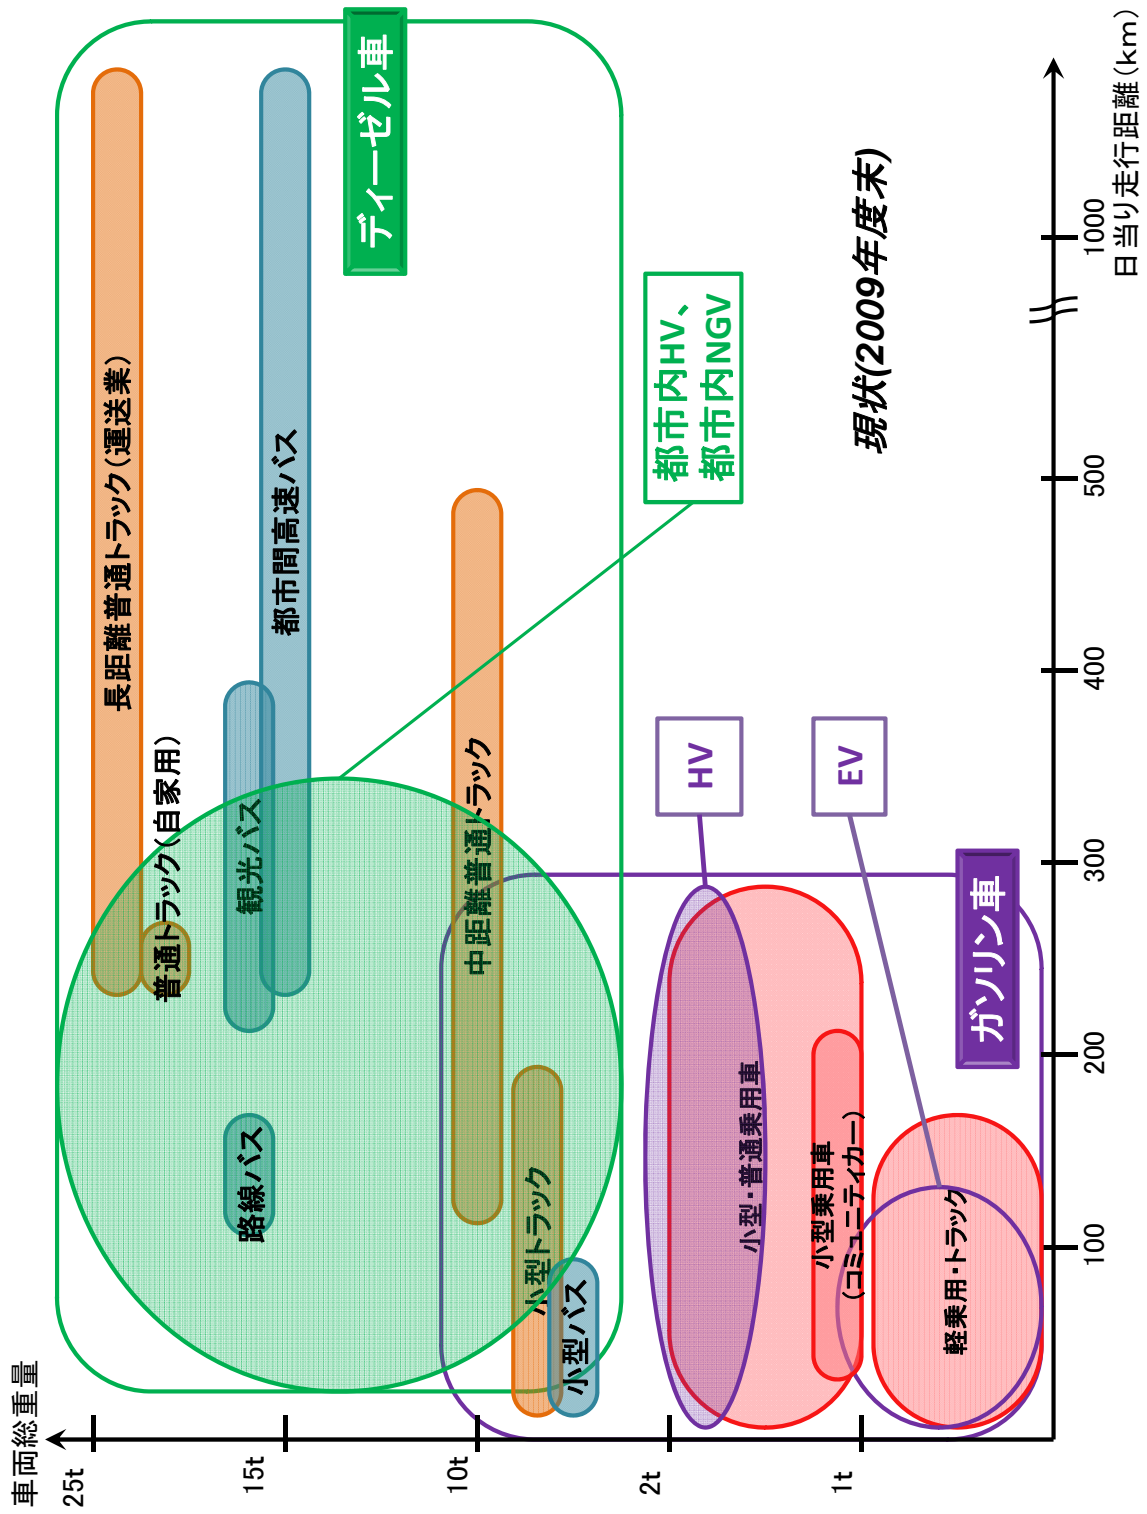 車両総重量
25t
15t
10t
2t
1t
長距離普通トラック（運送業）
普通トラック（自家用）
観光バス
都市間高速バス
路線バス
ディーゼル車
中距離普通トラック
小型トラック
小型バス
都市内HV、
都市内NGV
HV
小型・普通乗用車
EV
小型乗用車
（コミュニティカー）
現状(2009年度末)
軽乗用・トラック
ガソリン車
100
200
300
400
500
1000
日当り走行距離（km）